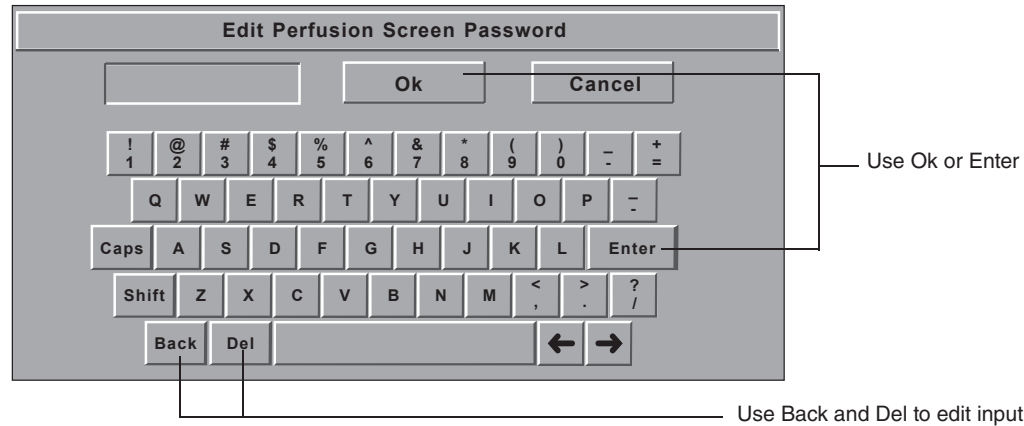 Edit Perfusion Screen Password
Ok Cancel
! @ # $ % ^ & * ( ) _ +
1 2 3 4 5 6 7 8 9 0 - =
Use Ok or Enter
Q W E R T Y U I O P _ -
Caps A S D F G H J K L Enter
Shift Z X C V B N M < , > . ? /
Back Del ← →
Use Back and Del to edit input